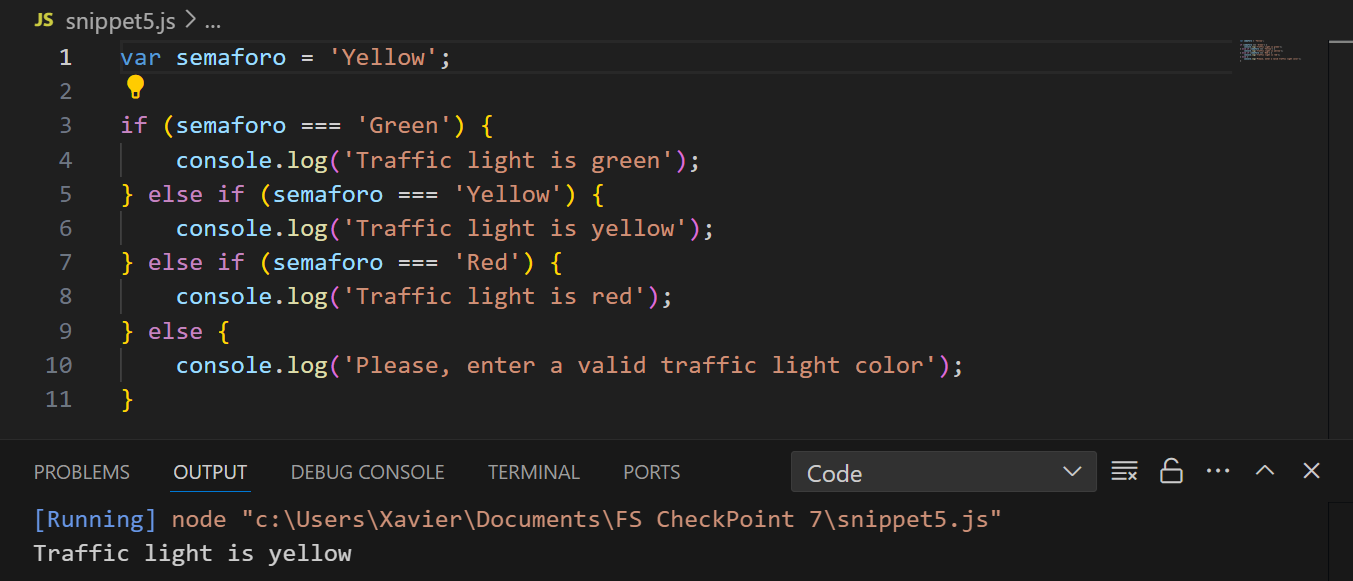 JS snippet5.js > ...
1 var semaforo = 'Yellow';
2
3 if (semaforo === 'Green') {
4     console.log('Traffic light is green');
5 } else if (semaforo === 'Yellow') {
6     console.log('Traffic light is yellow');
7 } else if (semaforo === 'Red') {
8     console.log('Traffic light is red');
9 } else {
10     console.log('Please, enter a valid traffic light color');
11 }
PROBLEMS OUTPUT DEBUG CONSOLE TERMINAL PORTS Code ...
[Running] node "c:\Users\Xavier\Documents\FS CheckPoint 7\snippet5.js"
Traffic light is yellow